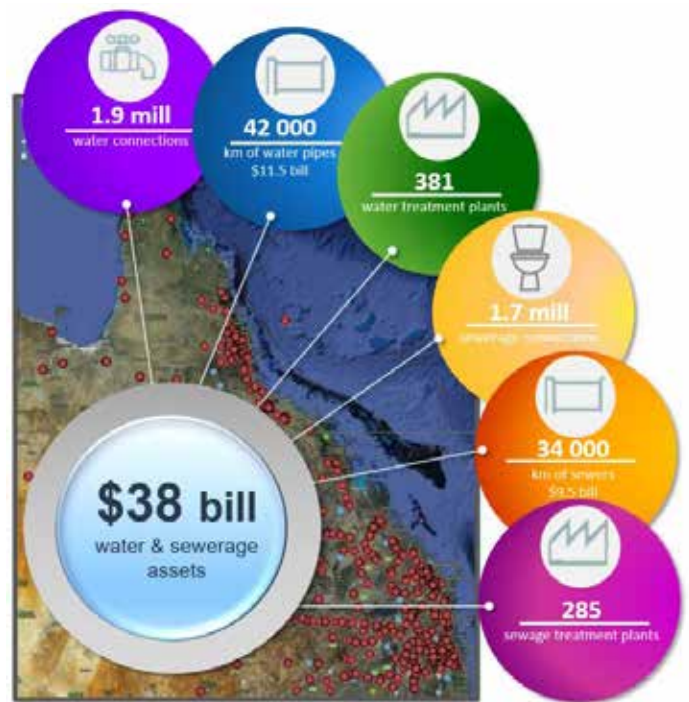 1.9 mill
water connections
42 000
km of water pipes
$11.5 bill
381
water treatment plants
1.7 mill
sewerage connections
34 000
km of sewers
$9.5 bill
285
sewage treatment plants
$38 bill
water & sewerage
assets